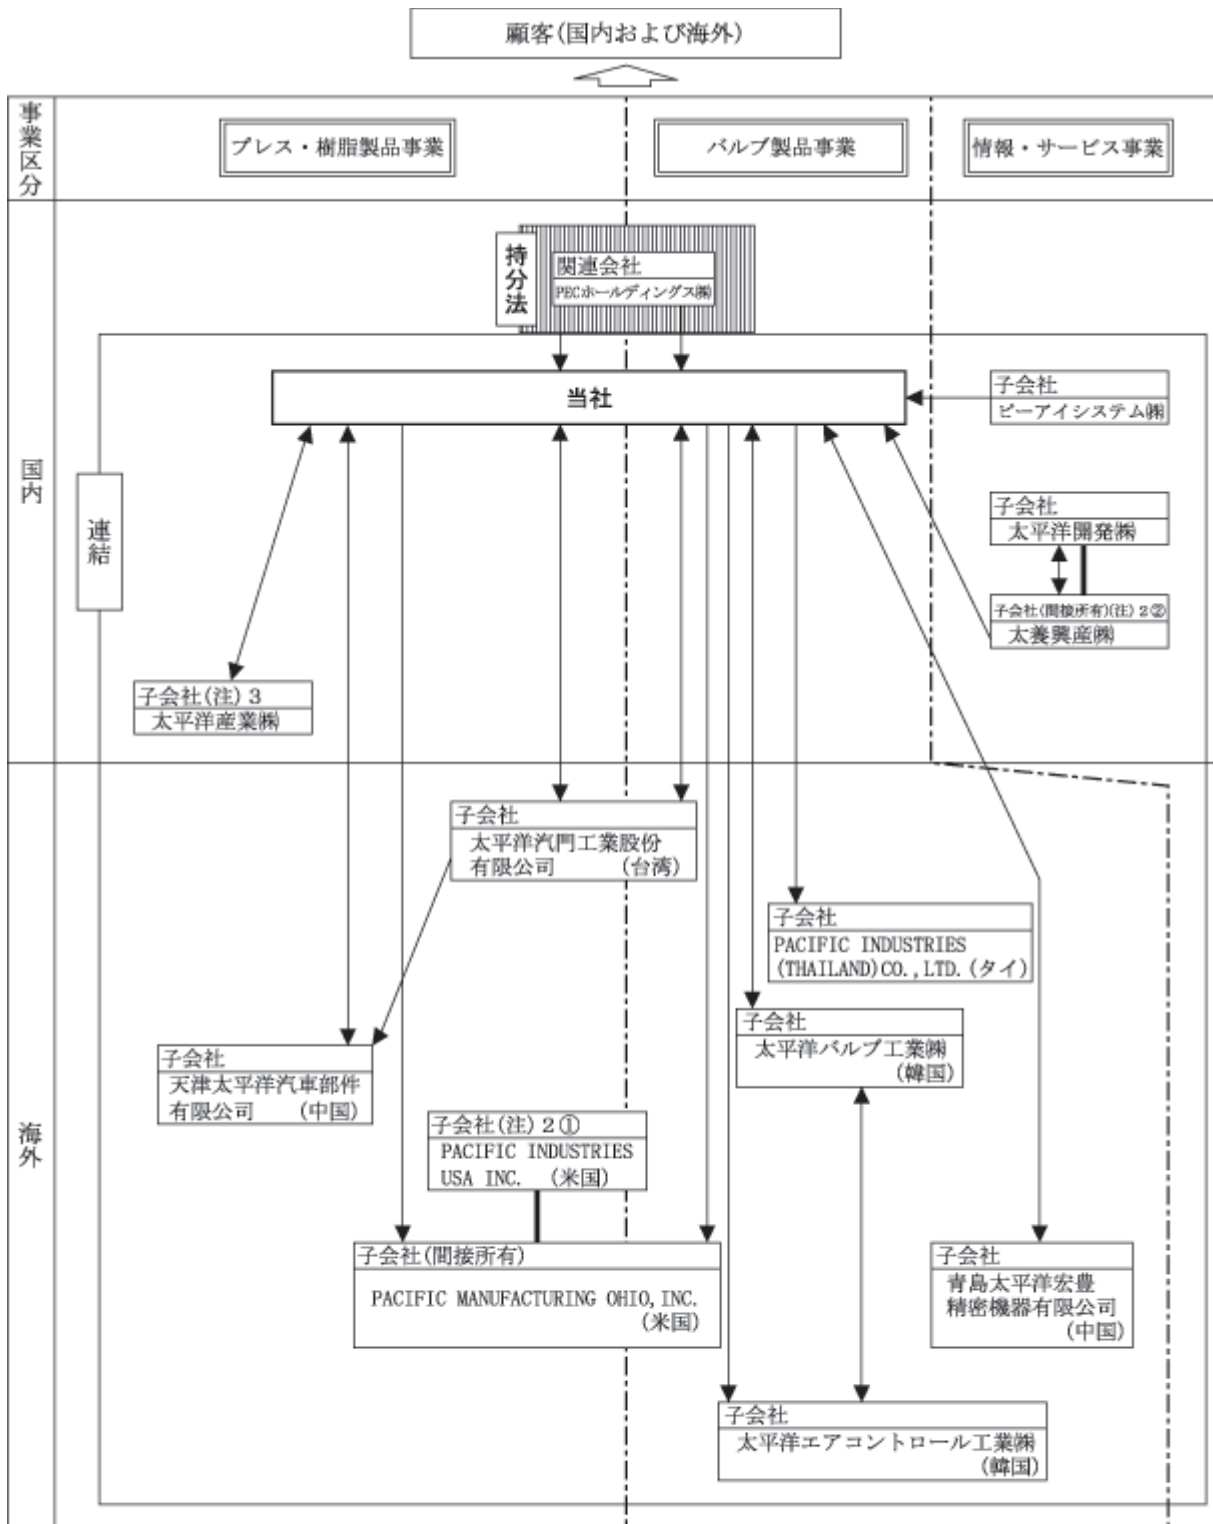 顧客(国内および海外)
事業区分
プレス・樹脂製品事業
バルブ製品事業
情報・サービス事業
持分法
関連会社
PECホールディングス㈱
当社
子会社
ピーアイシステム㈱
国内
連結
子会社
太平洋開発㈱
子会社(間接所有)(注)2②
太養興産㈱
子会社(注)3
太平洋産業㈱
子会社
太平洋汽門工業股份
有限公司 (台湾)
子会社
PACIFIC INDUSTRIES
(THAILAND)CO.,LTD.(タイ)
子会社
太平洋バルブ工業㈱
(韓国)
子会社
天津太平洋汽車部件
有限公司 (中国)
海外
子会社(注)2①
PACIFIC INDUSTRIES
USA INC. (米国)
子会社(間接所有)
PACIFIC MANUFACTURING OHIO,INC.
(米国)
子会社
青島太平洋宏豊
精密機器有限公司
(中国)
子会社
太平洋エアコントロール工業㈱
(韓国)